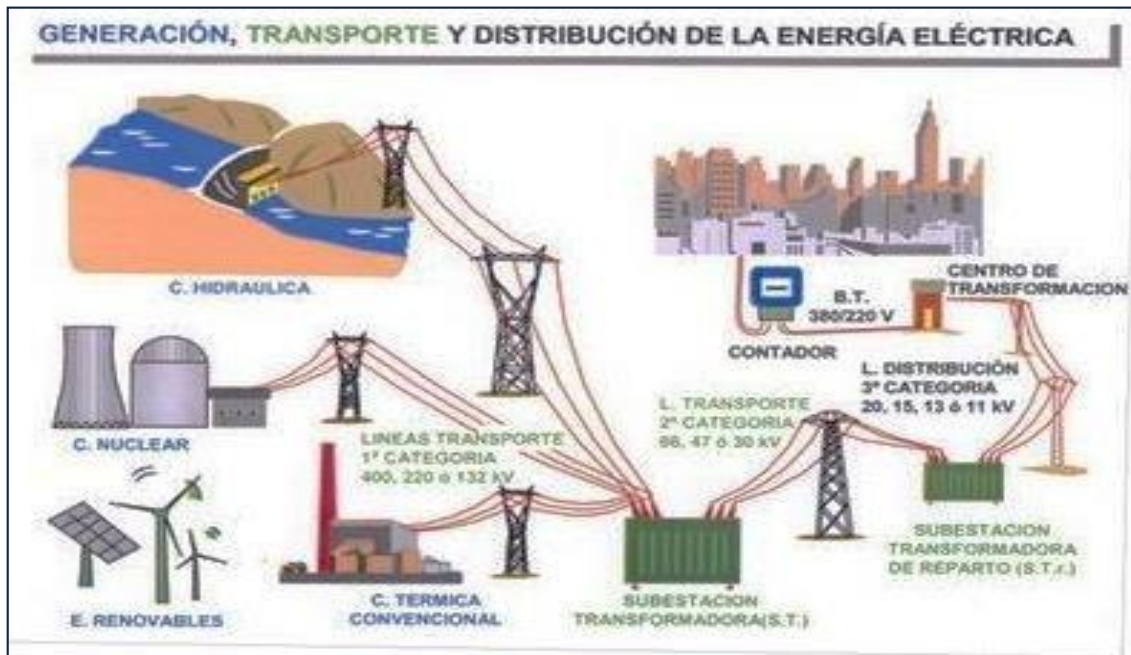 GENERACIÓN, TRANSPORTE Y DISTRIBUCIÓN DE LA ENERGÍA ELÉCTRICA
C. HIDRAULICA
C. NUCLEAR
E. RENOVABLES
LINEAS TRANSPORTE
1ª CATEGORIA
400, 220 ó 132 kV
C. TERMICA
CONVENCIONAL
SUBESTACION
TRANSFORMADORA(S.T.)
L. TRANSPORTE
2ª CATEGORIA
66, 47 ó 30 kV
SUBESTACION
TRANSFORMADORA
DE REPARTO (S.T.r.)
L. DISTRIBUCIÓN
3ª CATEGORIA
20, 15, 13 ó 11 kV
CENTRO DE
TRANSFORMACION
B.T.
380/220 V
CONTADOR